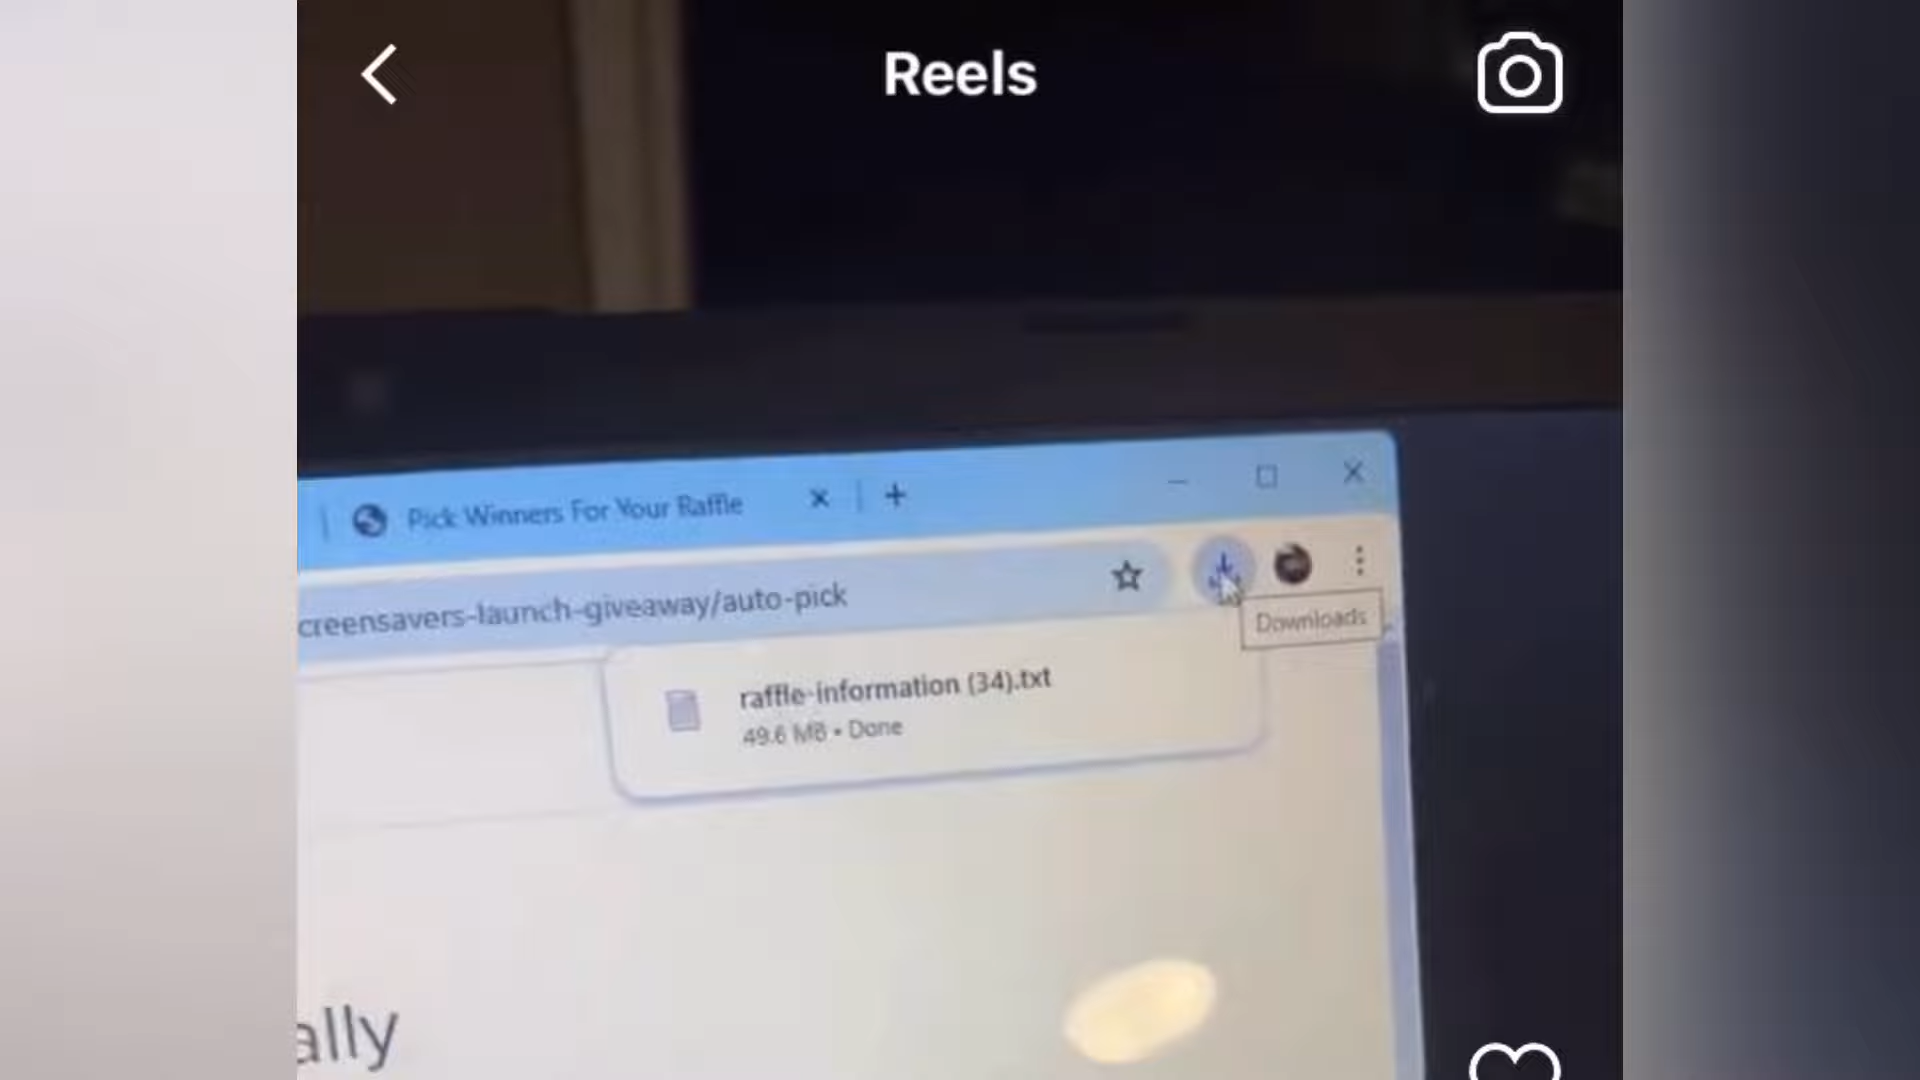 Reels
Pick Winners For Your Raffle
creensavers-launch-giveaway/auto-pick
Downloads
raffle-information (34).txt
49.6 MB • Done
ally